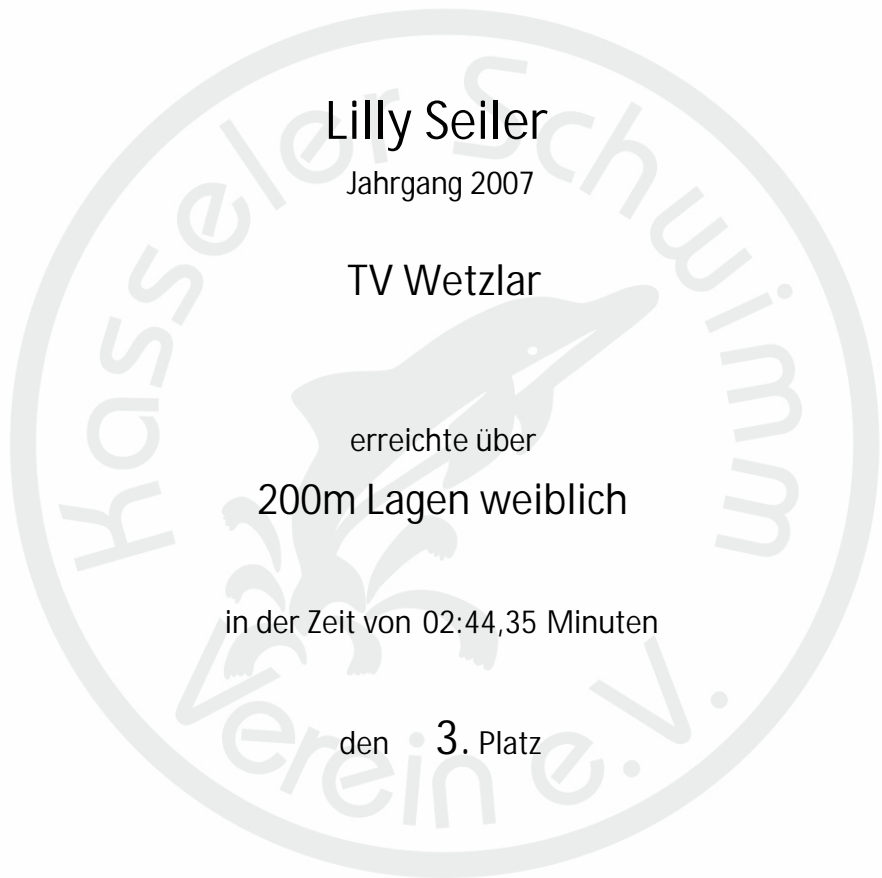 Kasseler Schwimm
Lilly Seiler
Jahrgang 2007
TV Wetzlar
erreichte über
200m Lagen weiblich
in der Zeit von 02:44,35 Minuten
den 3. Platz
Verein e.V.